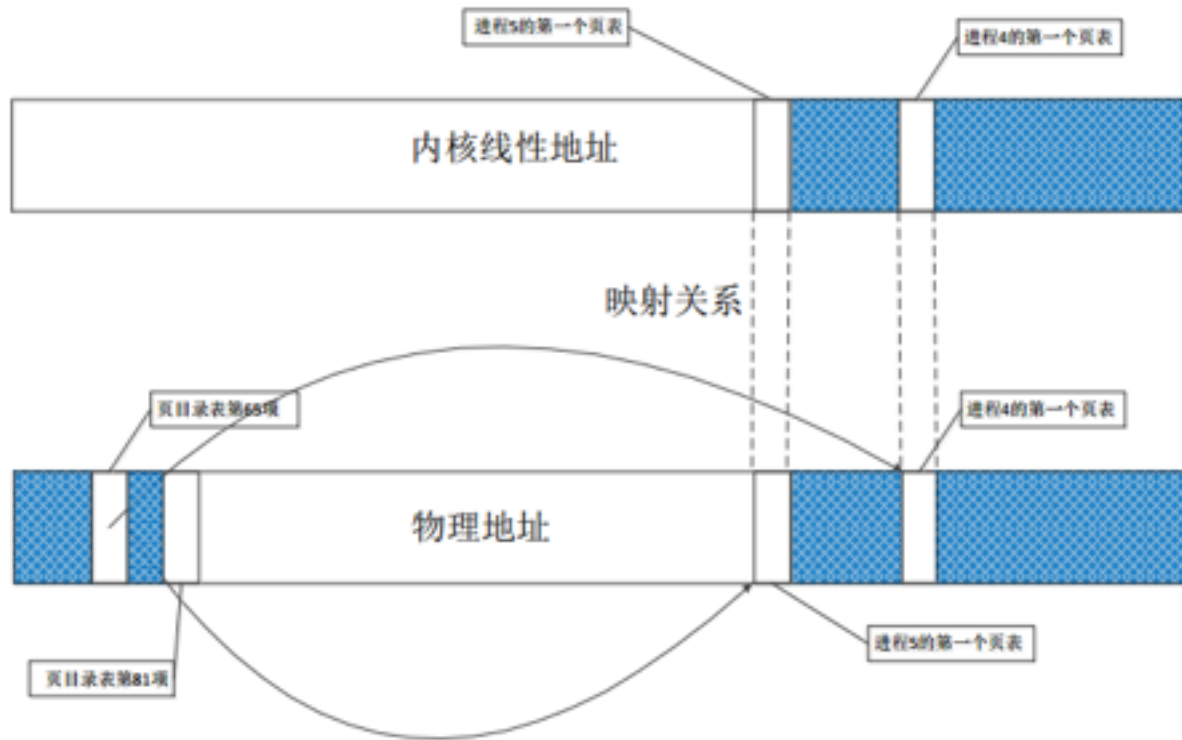 进程5的第一个页表
进程4的第一个页表
内核线性地址
映射关系
页目录表第65项
进程4的第一个页表
物理地址
进程5的第一个页表
页目录表第81项